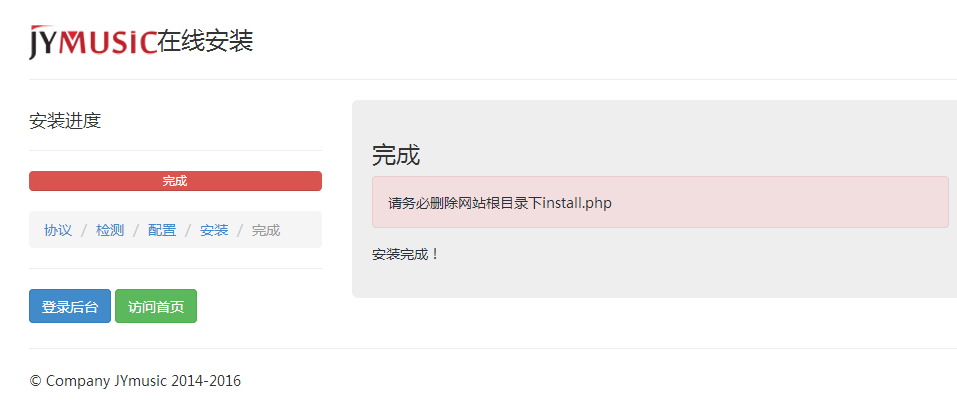 JYMUSiC在线安装
安装进度
完成
协议 / 检测 / 配置 / 安装 / 完成
登录后台 访问首页
完成
请务必删除网站根目录下install.php
安装完成！
© Company JYmusic 2014-2016